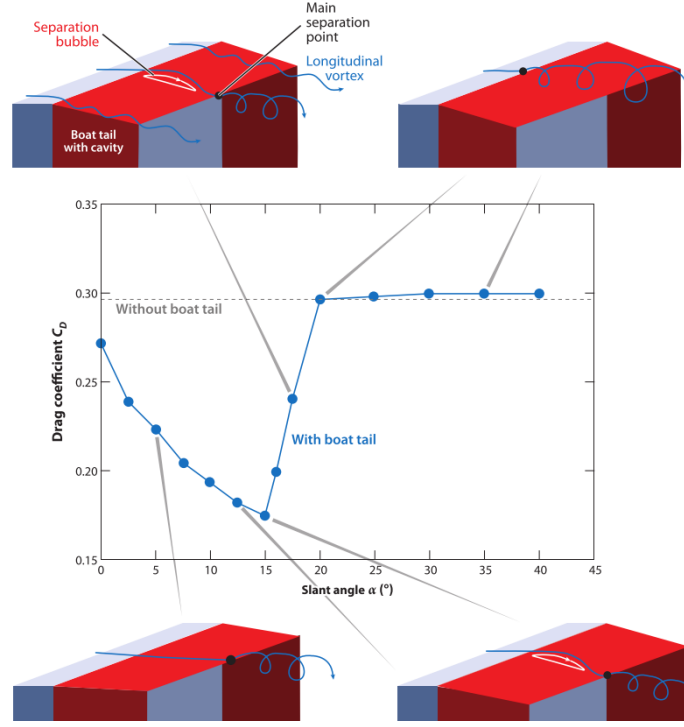 Separation
bubble
Main
separation
point
Longitudinal
vortex
Boat tail
with cavity
0.35
0.30
0.25
0.20
0.15
Drag coefficient C_D
Without boat tail
With boat tail
0
5
10
15
20
25
30
35
40
45
Slant angle α (°)